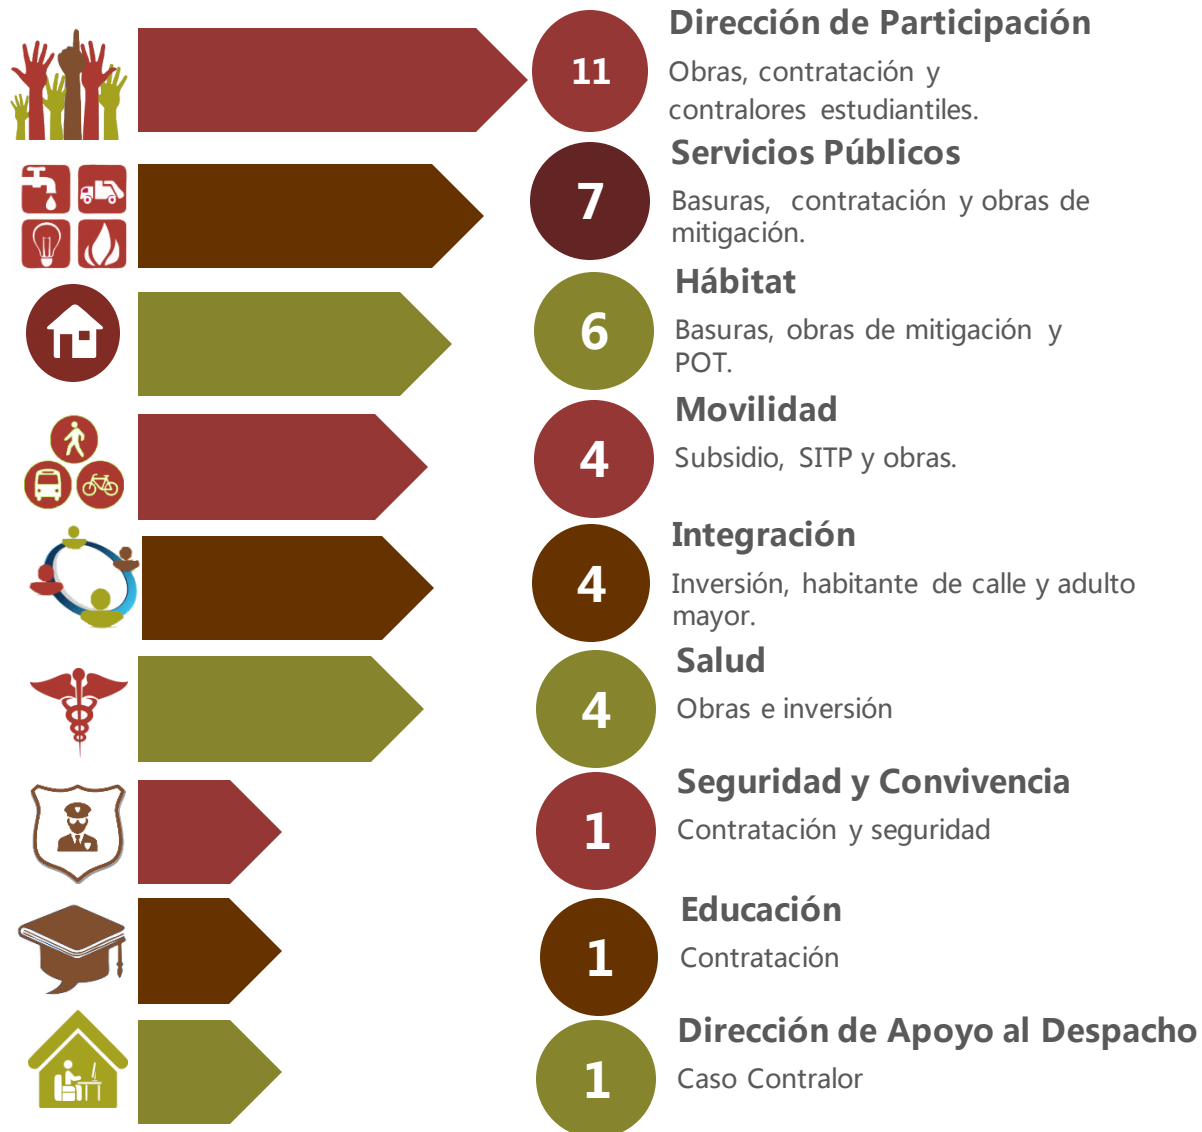 11
Dirección de Participación
Obras, contratación y
contralores estudiantiles.
7
Servicios Públicos
Basuras, contratación y obras de
mitigación.
6
Hábitat
Basuras, obras de mitigación y
POT.
4
Movilidad
Subsidio, SITP y obras.
4
Integración
Inversión, habitante de calle y adulto
mayor.
4
Salud
Obras e inversión
1
Seguridad y Convivencia
Contratación y seguridad
1
Educación
Contratación
1
Dirección de Apoyo al Despacho
Caso Contralor